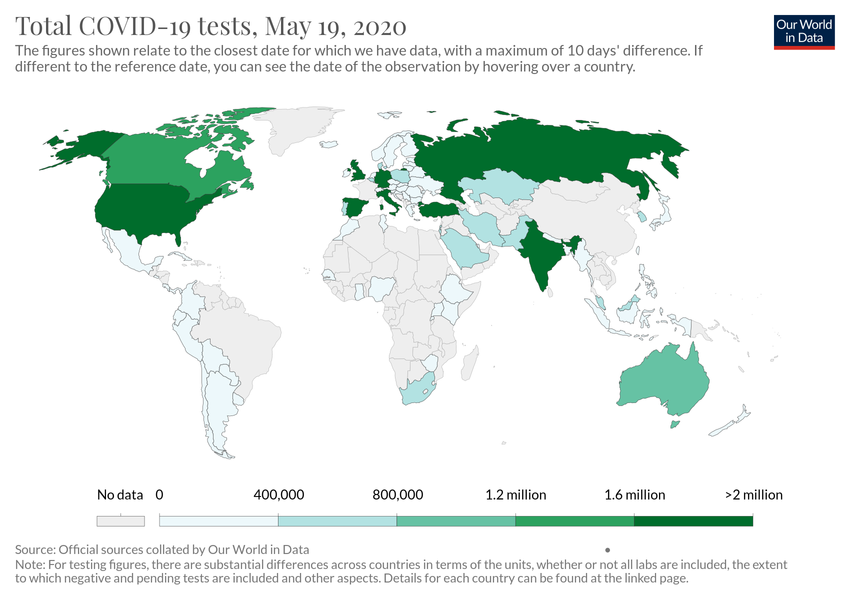 Total COVID-19 tests, May 19, 2020
Our World
in Data
The figures shown relate to the closest date for which we have data, with a maximum of 10 days' difference. If
different to the reference date, you can see the date of the observation by hovering over a country.
No data 0 400,000 800,000 1.2 million 1.6 million >2 million
Source: Official sources collated by Our World in Data
Note: For testing figures, there are substantial differences across countries in terms of the units, whether or not all labs are included, the extent
to which negative and pending tests are included and other aspects. Details for each country can be found at the linked page.